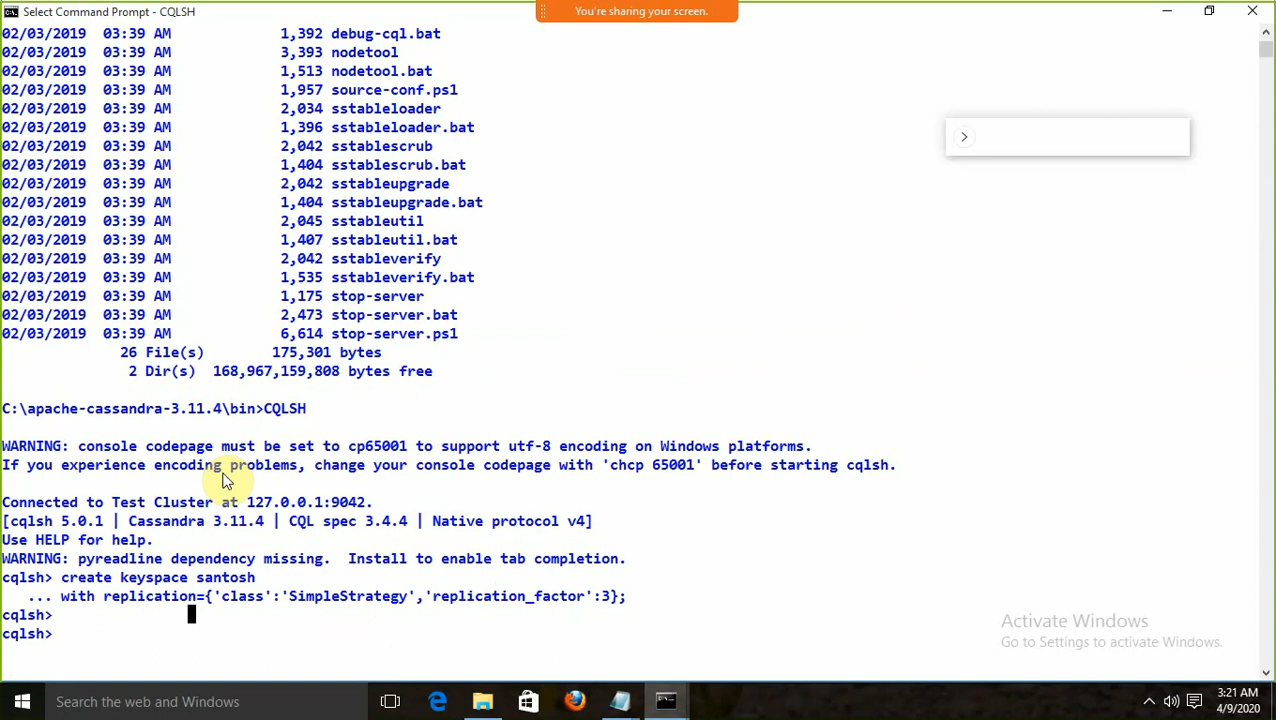 Select Command Prompt - CQLSH
You're sharing your screen.
02/03/2019  03:39 AM             1,392 debug-cql.bat
02/03/2019  03:39 AM             3,393 nodetool
02/03/2019  03:39 AM             1,513 nodetool.bat
02/03/2019  03:39 AM             1,957 source-conf.ps1
02/03/2019  03:39 AM             2,034 sstableloader
02/03/2019  03:39 AM             1,396 sstableloader.bat
02/03/2019  03:39 AM             2,042 sstablescrub
02/03/2019  03:39 AM             1,404 sstablescrub.bat
02/03/2019  03:39 AM             2,042 sstableupgrade
02/03/2019  03:39 AM             1,404 sstableupgrade.bat
02/03/2019  03:39 AM             2,045 sstableutil
02/03/2019  03:39 AM             1,407 sstableutil.bat
02/03/2019  03:39 AM             2,042 sstableverify
02/03/2019  03:39 AM             1,535 sstableverify.bat
02/03/2019  03:39 AM             1,175 stop-server
02/03/2019  03:39 AM             2,473 stop-server.bat
02/03/2019  03:39 AM             6,614 stop-server.ps1
26 File(s)        175,301 bytes
2 Dir(s)  168,967,159,808 bytes free
C:\apache-cassandra-3.11.4\bin>CQLSH
WARNING: console codepage must be set to cp65001 to support utf-8 encoding on Windows platforms.
If you experience encoding problems, change your console codepage with 'chcp 65001' before starting cqlsh.
Connected to Test Cluster at 127.0.0.1:9042.
[cqlsh 5.0.1 | Cassandra 3.11.4 | CQL spec 3.4.4 | Native protocol v4]
Use HELP for help.
WARNING: pyreadline dependency missing.  Install to enable tab completion.
cqlsh> create keyspace santosh
... with replication={'class':'SimpleStrategy','replication_factor':3};
cqlsh>
cqlsh>
Activate Windows
Go to Settings to activate Windows.
Search the web and Windows
3:21 AM
4/9/2020